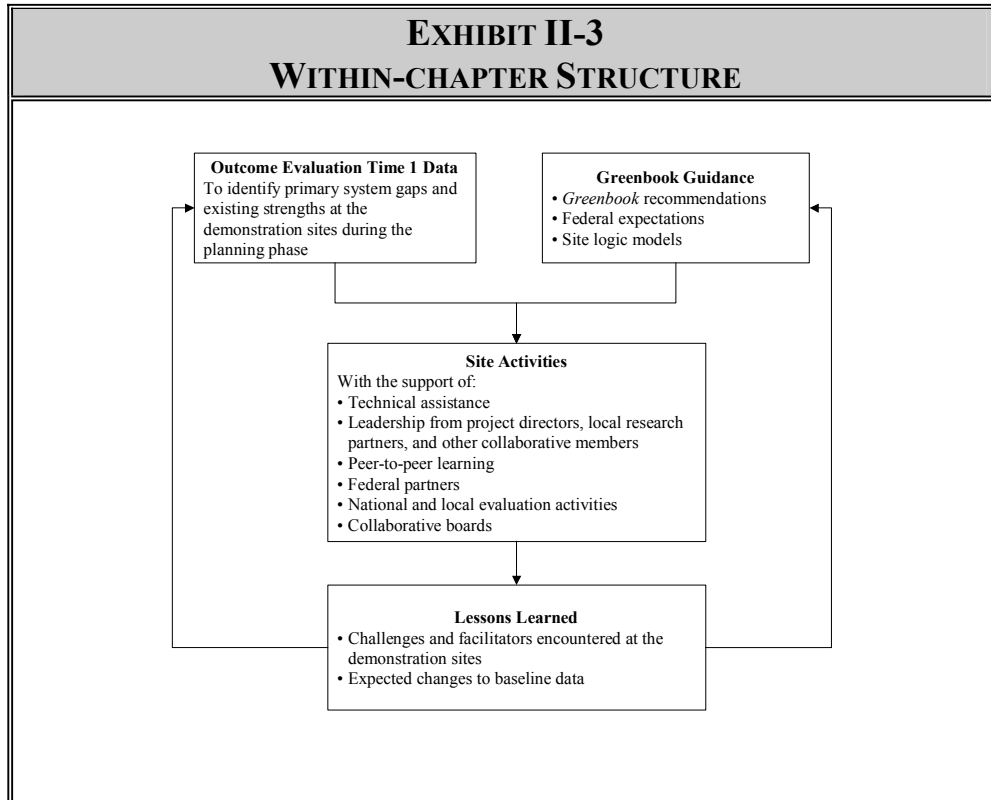 EXHIBIT II-3
WITHIN-CHAPTER STRUCTURE
Outcome Evaluation Time 1 Data
To identify primary system gaps and
existing strengths at the
demonstration sites during the
planning phase
Greenbook Guidance
• Greenbook recommendations
• Federal expectations
• Site logic models
Site Activities
With the support of:
• Technical assistance
• Leadership from project directors, local research
partners, and other collaborative members
• Peer-to-peer learning
• Federal partners
• National and local evaluation activities
• Collaborative boards
Lessons Learned
• Challenges and facilitators encountered at the
demonstration sites
• Expected changes to baseline data